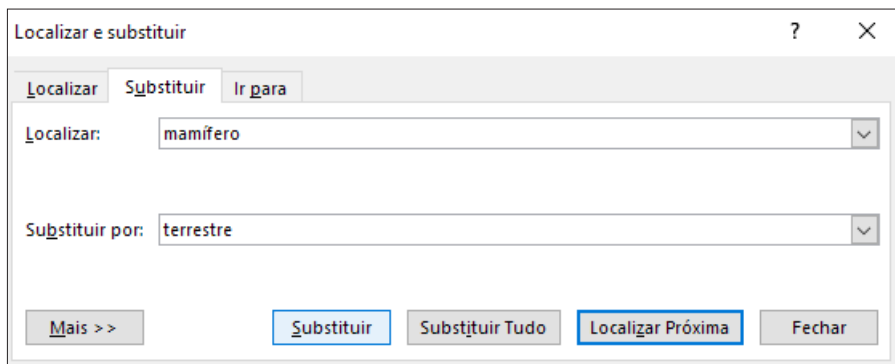 Localizar e substituir ?
Localizar Substituir Ir para
Localizar: mamífero
Substituir por: terrestre
Mais >> Substituir Substituir Tudo Localizar Próxima Fechar